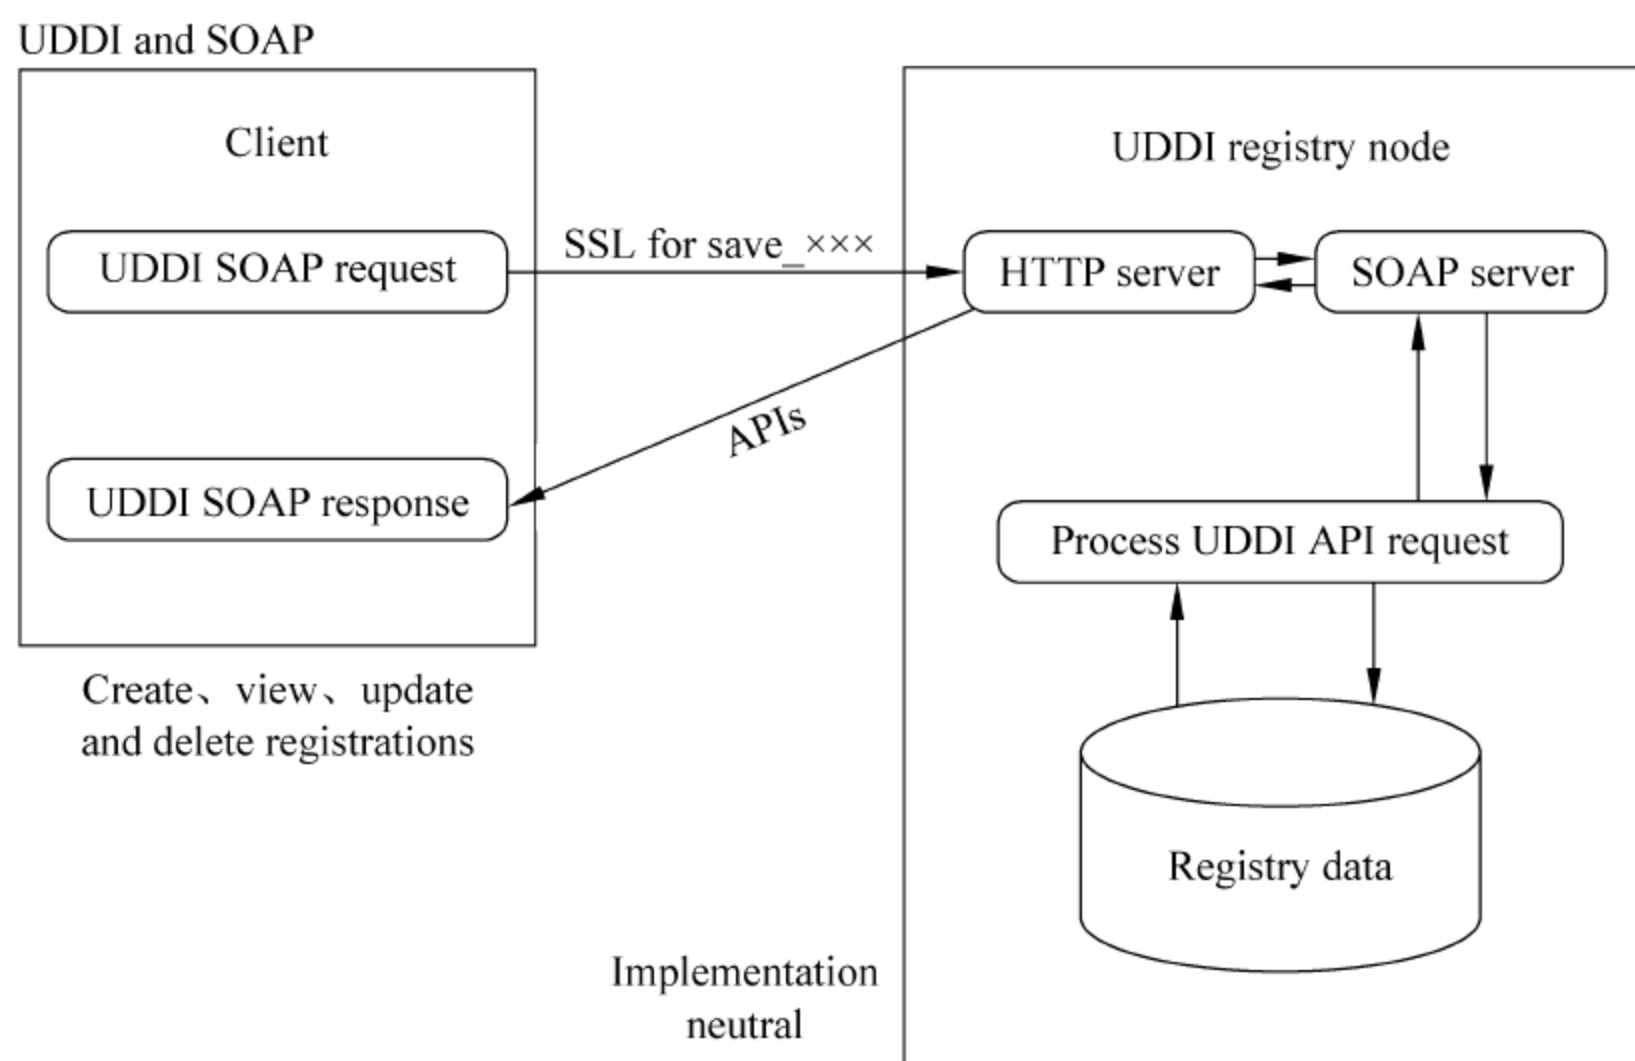 UDDI and SOAP
Client
UDDI registry node
UDDI SOAP request
SSL for save_×××
HTTP server
SOAP server
APIs
UDDI SOAP response
Process UDDI API request
Create、view、update
and delete registrations
Registry data
Implementation
neutral